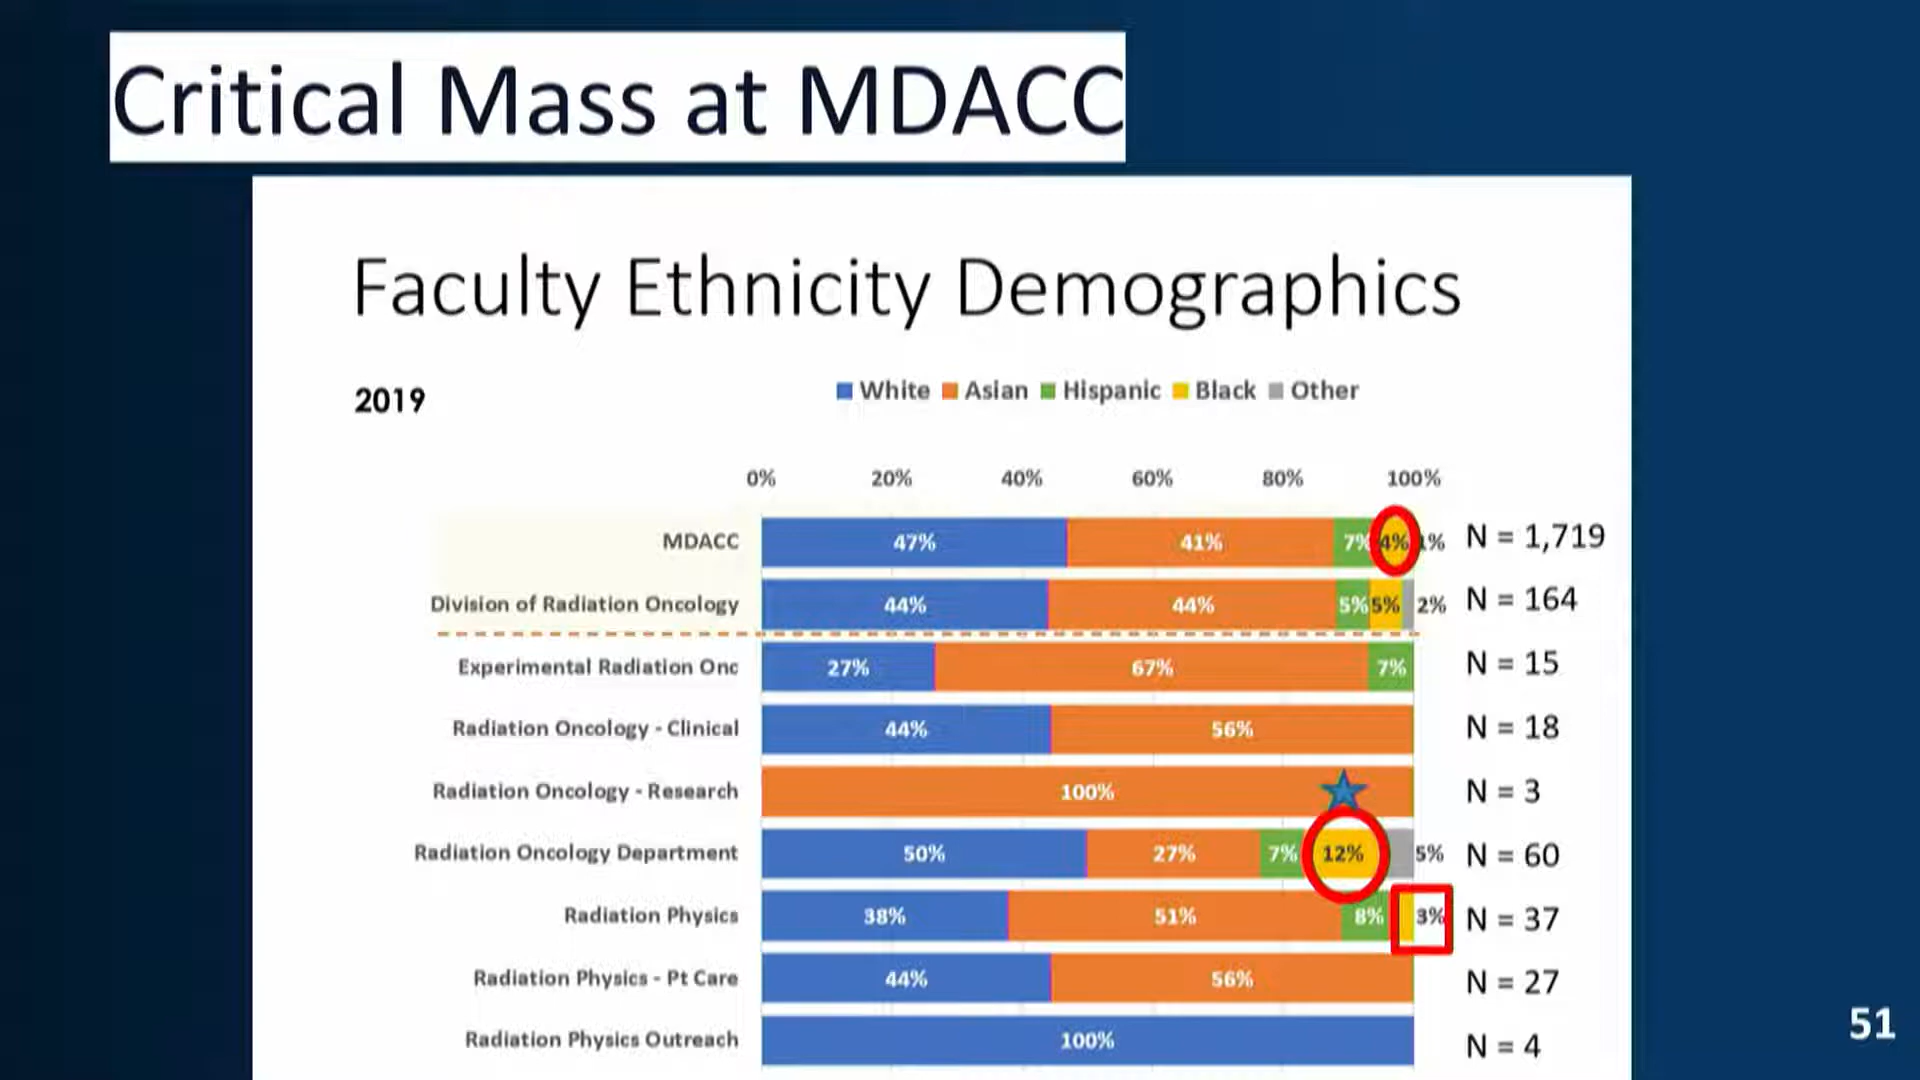 Critical Mass at MDACC
Faculty Ethnicity Demographics
2019
White Asian Hispanic Black Other
0% 20% 40% 60% 80% 100%
MDACC 47% 41% 7% 4% 1% N = 1,719
Division of Radiation Oncology 44% 44% 5% 5% 2% N = 164
Experimental Radiation Onc 27% 67% 7% N = 15
Radiation Oncology - Clinical 44% 56% N = 18
Radiation Oncology - Research 100% N = 3
Radiation Oncology Department 50% 27% 7% 12% 5% N = 60
Radiation Physics 38% 51% 8% 3% N = 37
Radiation Physics - Pt Care 44% 56% N = 27
Radiation Physics Outreach 100% N = 4
51